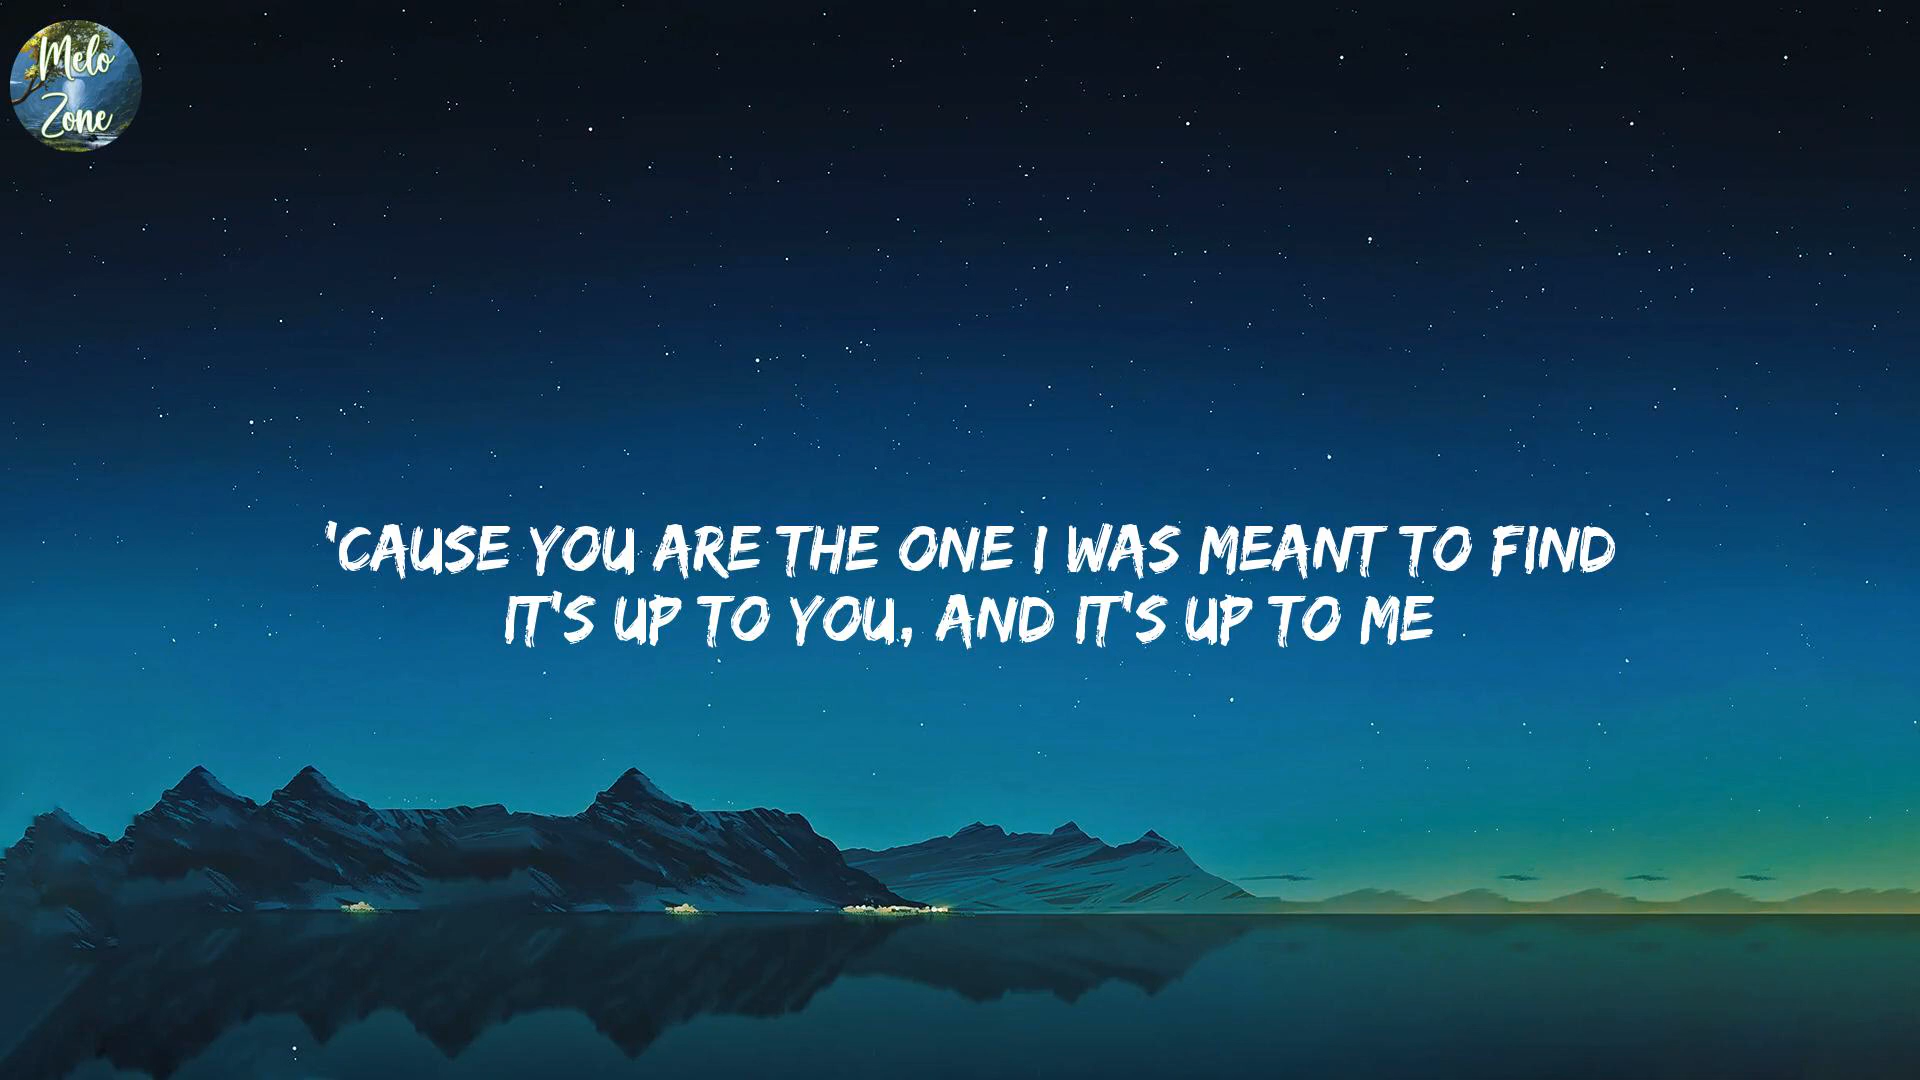 Melo
Zone
'CAUSE YOU ARE THE ONE I WAS MEANT TO FIND
IT'S UP TO YOU, AND IT'S UP TO ME